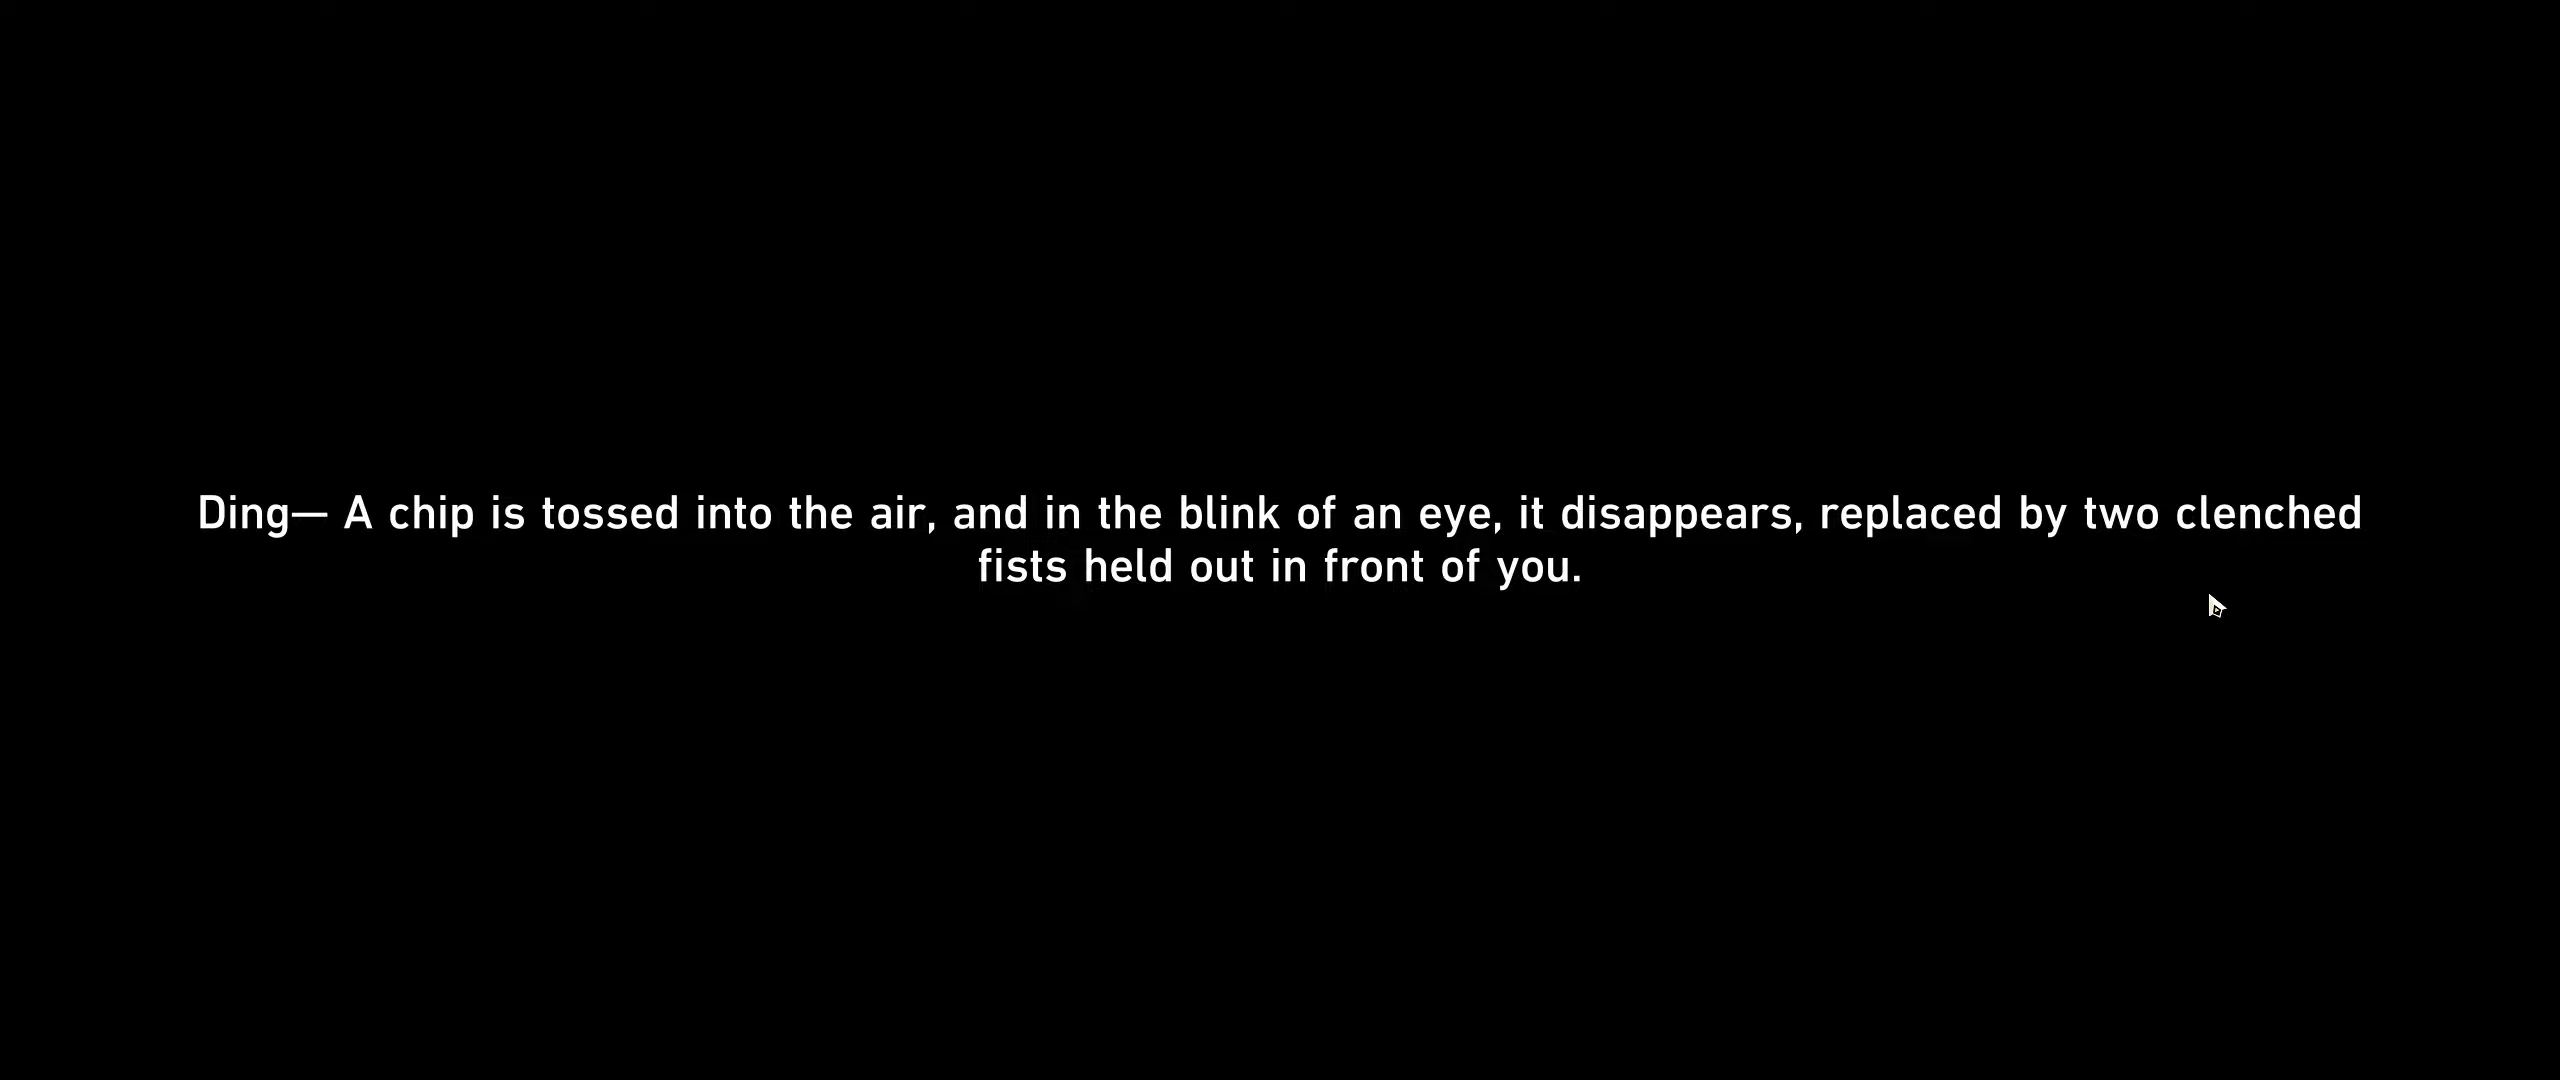 Ding— A chip is tossed into the air, and in the blink of an eye, it disappears, replaced by two clenched
fists held out in front of you.